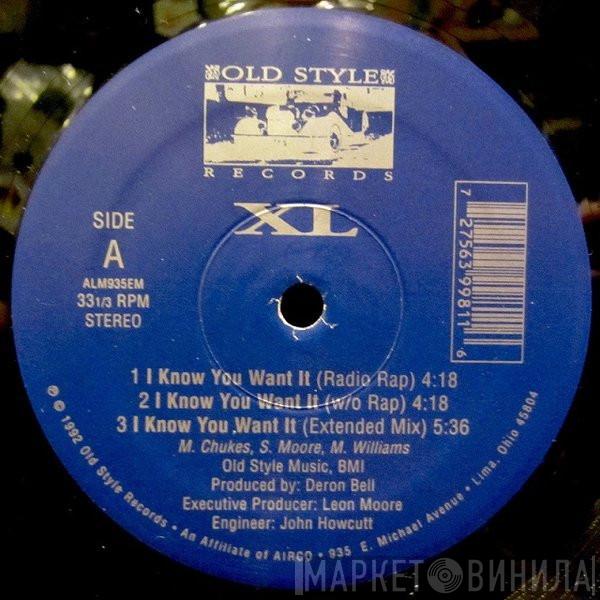 OLD STYLE
RECORDS
XL
SIDE
A
ALM935EM
33 1/3 RPM
STEREO
7 27563 99811 6
1 I Know You Want It (Radio Rap) 4:18
2 I Know You Want It (w/o Rap) 4:18
3 I Know You Want It (Extended Mix) 5:36
M. Chukes, S. Moore, M. Williams
Old Style Music, BMI
Produced by: Deron Bell
Executive Producer: Leon Moore
Engineer: John Howcutt
℗ © 1992 Old Style Records • An Affiliate of AIRCO • 935 E. Michael Avenue • Lima, Ohio 45804
МАРКЕТ ВИНИЛА